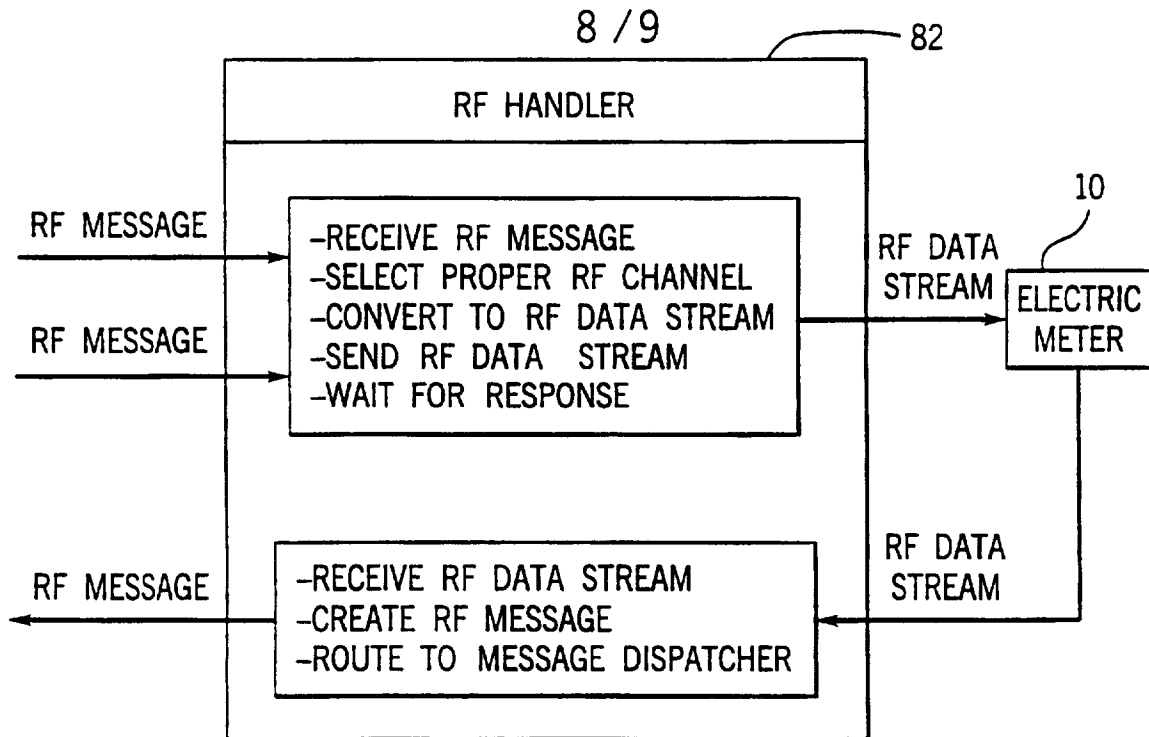 8/9
82
RF HANDLER
10
RF MESSAGE
RF MESSAGE
-RECEIVE RF MESSAGE
-SELECT PROPER RF CHANNEL
-CONVERT TO RF DATA STREAM
-SEND RF DATA STREAM
-WAIT FOR RESPONSE
RF DATA
STREAM
ELECTRIC
METER
RF MESSAGE
-RECEIVE RF DATA STREAM
-CREATE RF MESSAGE
-ROUTE TO MESSAGE DISPATCHER
RF DATA
STREAM